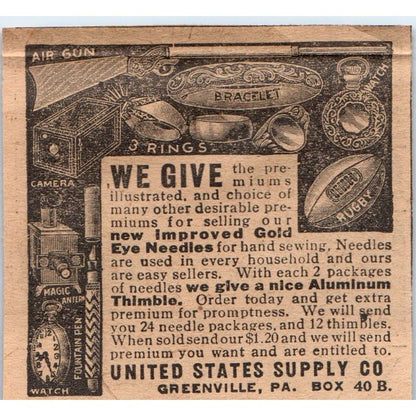 AIR GUN
BRACELET
WATCH
3 RINGS
CAMERA
RUGBY
MAGIC
LANTERN
FOUNTAIN PEN
WATCH
WE GIVE the pre-
miums
illustrated, and choice of
many other desirable pre-
miums for selling our
new improved Gold
Eye Needles for hand sewing, Needles
are used in every household and ours
are easy sellers. With each 2 packages
of needles we give a nice Aluminum
Thimble. Order today and get extra
premium for promptness. We will send
you 24 needle packages, and 12 thimbles.
When sold send our $1.20 and we will send
premium you want and are entitled to.
UNITED STATES SUPPLY CO
GREENVILLE, PA. BOX 40 B.